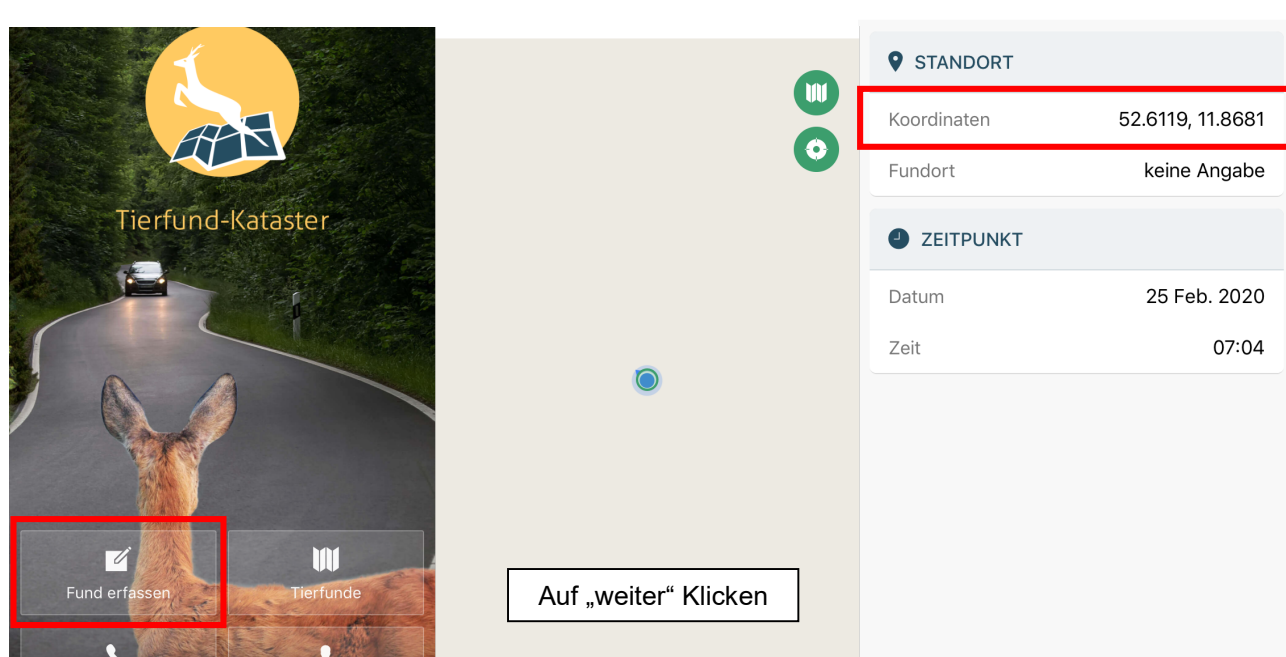 Tierfund-Kataster
Fund erfassen
Tierfunde
Auf „weiter“ Klicken
STANDORT
Koordinaten 52.6119, 11.8681
Fundort keine Angabe
ZEITPUNKT
Datum 25 Feb. 2020
Zeit 07:04